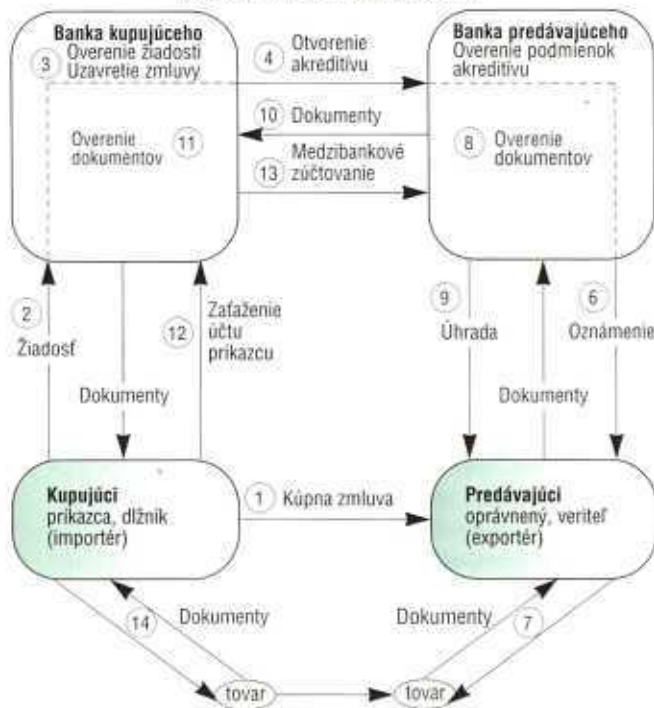 Banka kupujúceho
3 Overenie žiadosti
Uzavretie zmluvy
4 Otvorenie
akreditívu
Banka predávajúceho
Overenie podmienok
akreditívu
10 Dokumenty
Overenie
dokumentov 11
8 Overenie
dokumentov
13 Medzibankové
zúčtovanie
2
Žiadosť
12 Zaťaženie
účtu
príkazcu
9
Úhrada
6
Oznámenie
Dokumenty
Dokumenty
Kupujúci
príkazca, dlžník
(importér)
1 Kúpna zmluva
Predávajúci
oprávnený, veriteľ
(exportér)
14 Dokumenty
Dokumenty 7
tovar
tovar